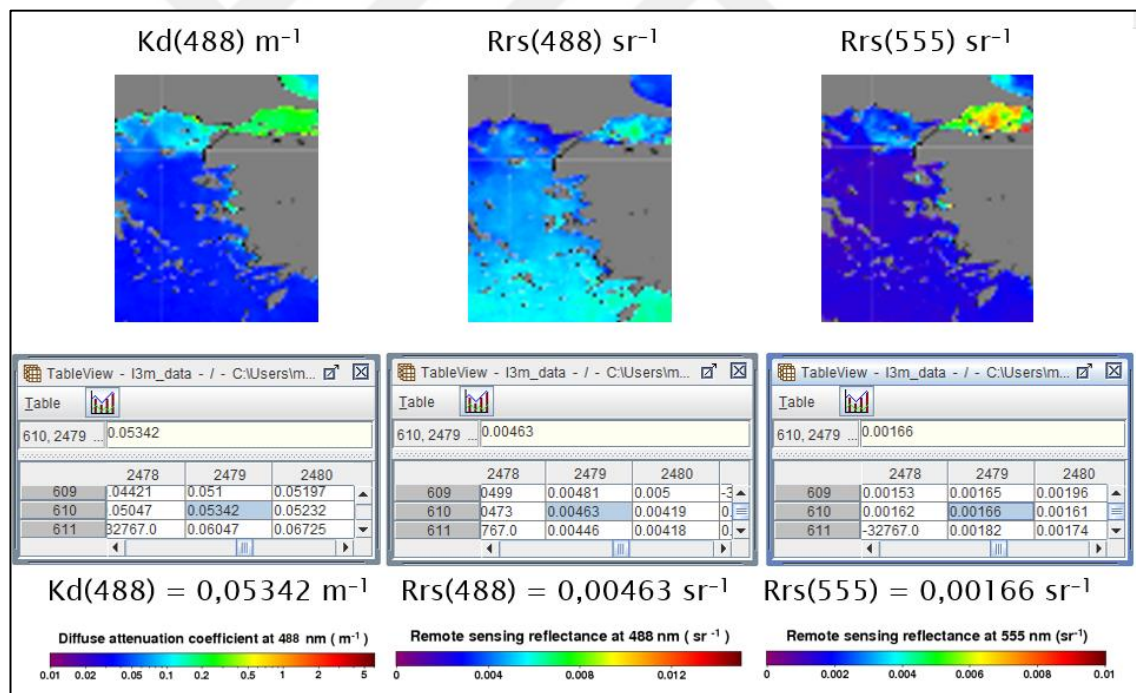 Kd(488) m⁻¹ Rrs(488) sr⁻¹ Rrs(555) sr⁻¹
TableView - l3m_data - / - C:\Users\m...
Table
610, 2479 ... 0.05342
2478 2479 2480
609 .04421 0.051 0.05197
610 .05047 0.05342 0.05232
611 32767.0 0.06047 0.06725
TableView - l3m_data - / - C:\Users\m...
Table
610, 2479 ... 0.00463
2478 2479 2480
609 0499 0.00481 0.005 -3
610 0473 0.00463 0.00419 0.
611 767.0 0.00446 0.00418 0.
TableView - l3m_data - / - C:\Users\m...
Table
610, 2479 ... 0.00166
2478 2479 2480
609 0.00153 0.00165 0.00196
610 0.00162 0.00166 0.00161
611 -32767.0 0.00182 0.00174
Kd(488) = 0,05342 m⁻¹ Rrs(488) = 0,00463 sr⁻¹ Rrs(555) = 0,00166 sr⁻¹
Diffuse attenuation coefficient at 488 nm ( m⁻¹ )
0.01 0.02 0.05 0.1 0.2 0.5 1 2 5
Remote sensing reflectance at 488 nm ( sr⁻¹ )
0 0.004 0.008 0.012
Remote sensing reflectance at 555 nm (sr⁻¹)
0 0.002 0.004 0.006 0.008 0.01